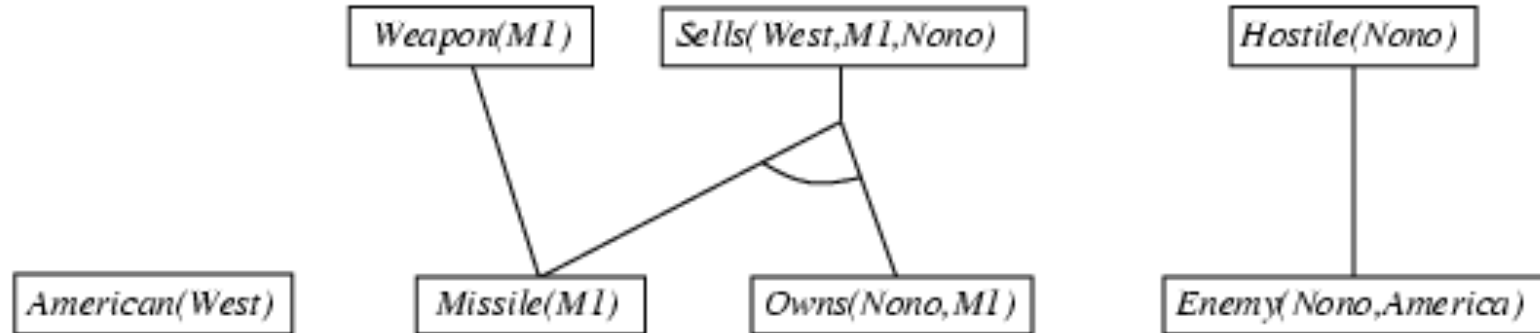 Weapon(M1)
Sells(West,M1,Nono)
Hostile(Nono)
American(West)
Missile(M1)
Owns(Nono,M1)
Enemy(Nono,America)